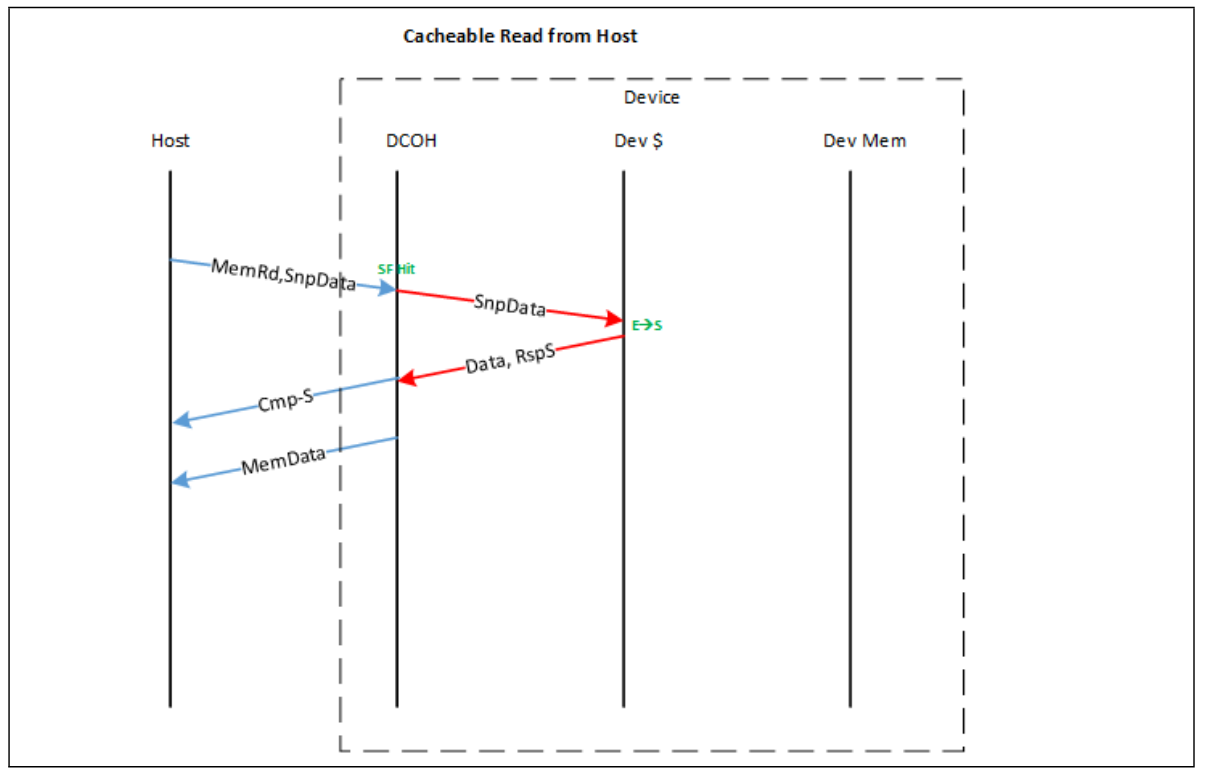 Cacheable Read from Host
Device
Host
DCOH
Dev $
Dev Mem
MemRd,SnpData
SF Hit
SnpData
E→S
Data, RspS
Cmp-S
MemData